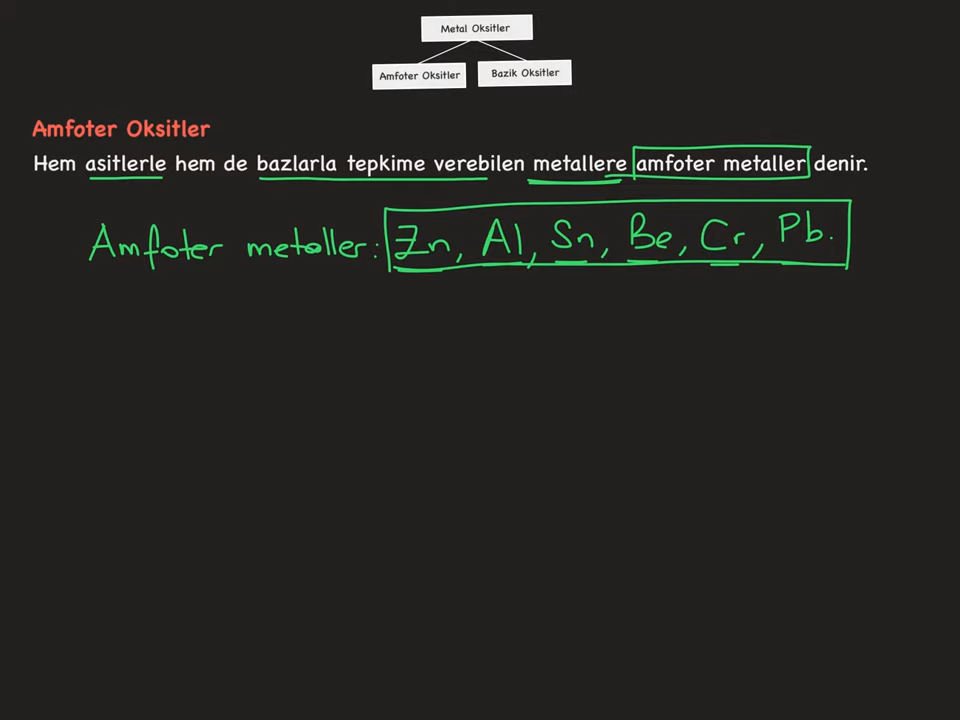 Metal Oksitler
Amfoter Oksitler
Bazik Oksitler
Amfoter Oksitler
Hem asitlerle hem de bazlarla tepkime verebilen metallere amfoter metaller denir.
Amfoter metaller: Zn, Al, Sn, Be, Cr, Pb.